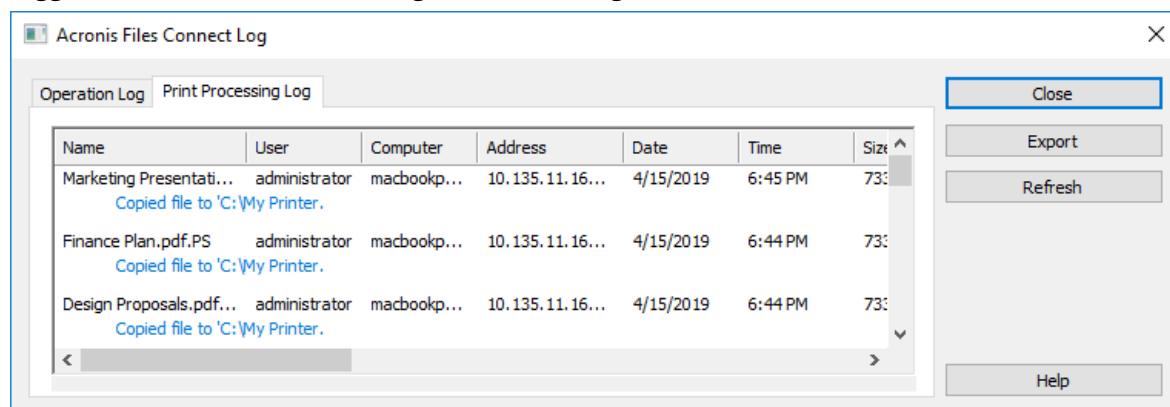 Acronis Files Connect Log
Operation Log Print Processing Log
Close
Name User Computer Address Date Time Size
Export
Marketing Presentati... administrator macbookp... 10.135.11.16... 4/15/2019 6:45 PM 733
Refresh
Copied file to 'C:\My Printer.
Finance Plan.pdf.PS administrator macbookp... 10.135.11.16... 4/15/2019 6:44 PM 733
Copied file to 'C:\My Printer.
Design Proposals.pdf... administrator macbookp... 10.135.11.16... 4/15/2019 6:44 PM 733
Copied file to 'C:\My Printer.
Help